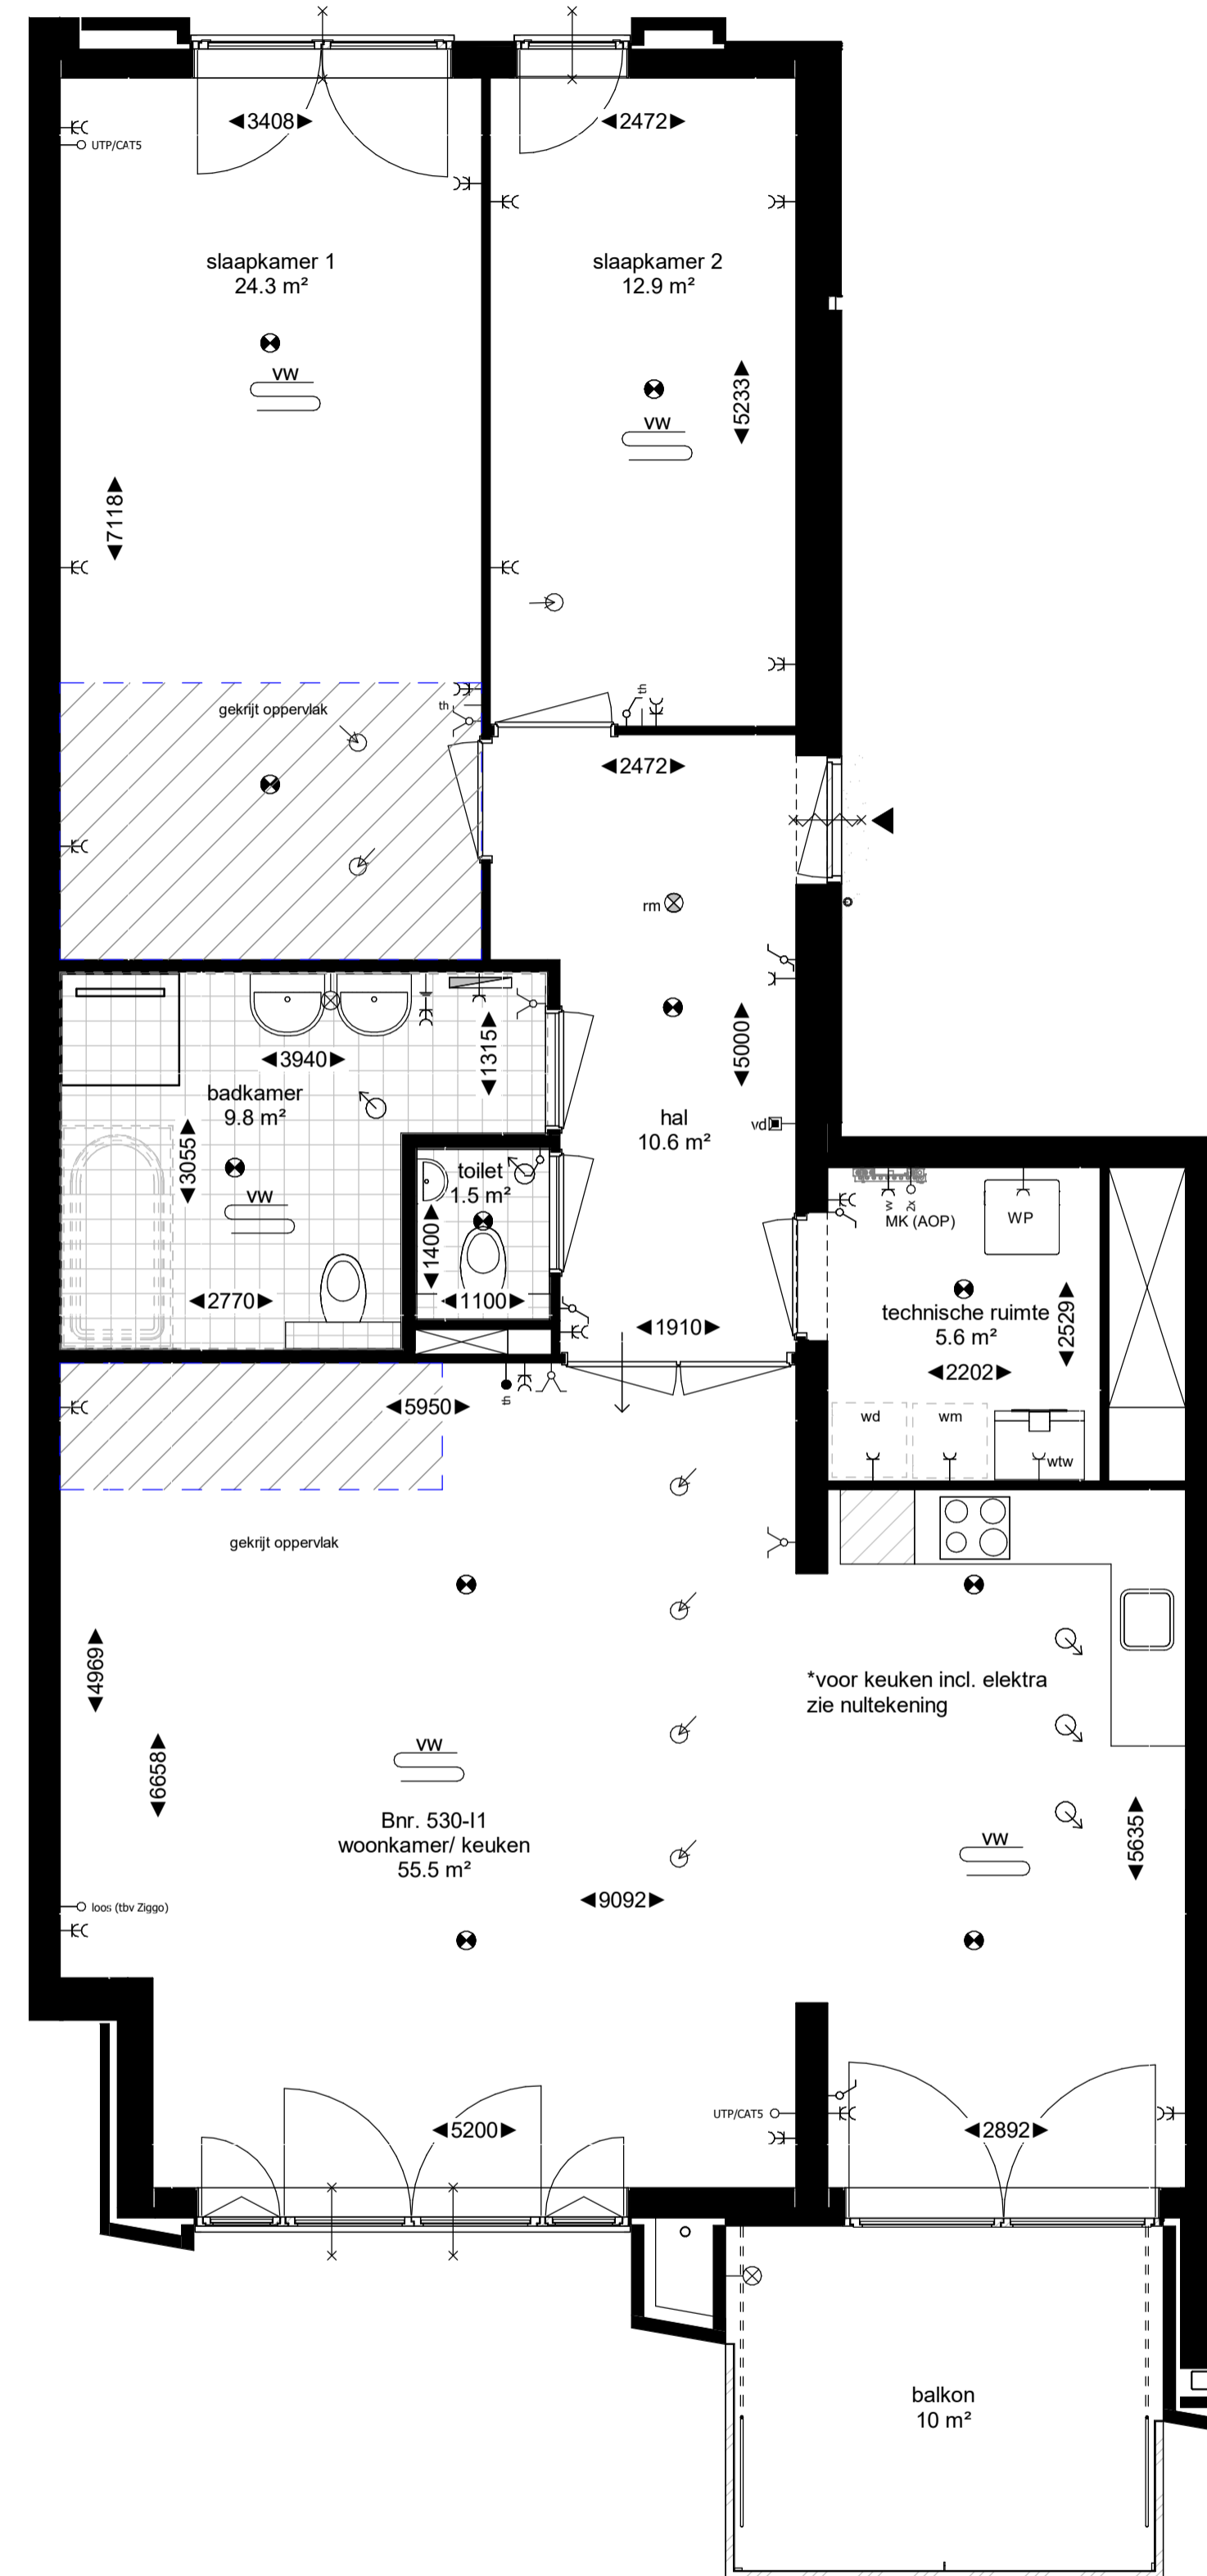 3408
2472
UTP/CAT5
slaapkamer 1
24.3 m²
slaapkamer 2
12.9 m²
vw
vw
5233
7118
th
th
gekrijt oppervlak
2472
rm
5000
1315
3940
badkamer
9.8 m²
3055
vw
hal
10.6 m²
vd
toilet
1.5 m²
1400
1100
2770
1910
vv
2x
MK (AOP)
WP
technische ruimte
5.6 m²
2529
2202
wd
wm
wtw
5950
th
gekrijt oppervlak
4969
6658
*voor keuken incl. elektra
zie nultekening
vw
Bnr. 530-I1
woonkamer/ keuken
55.5 m²
vw
5635
9092
loos (tbv Ziggo)
UTP/CAT5
5200
2892
balkon
10 m²